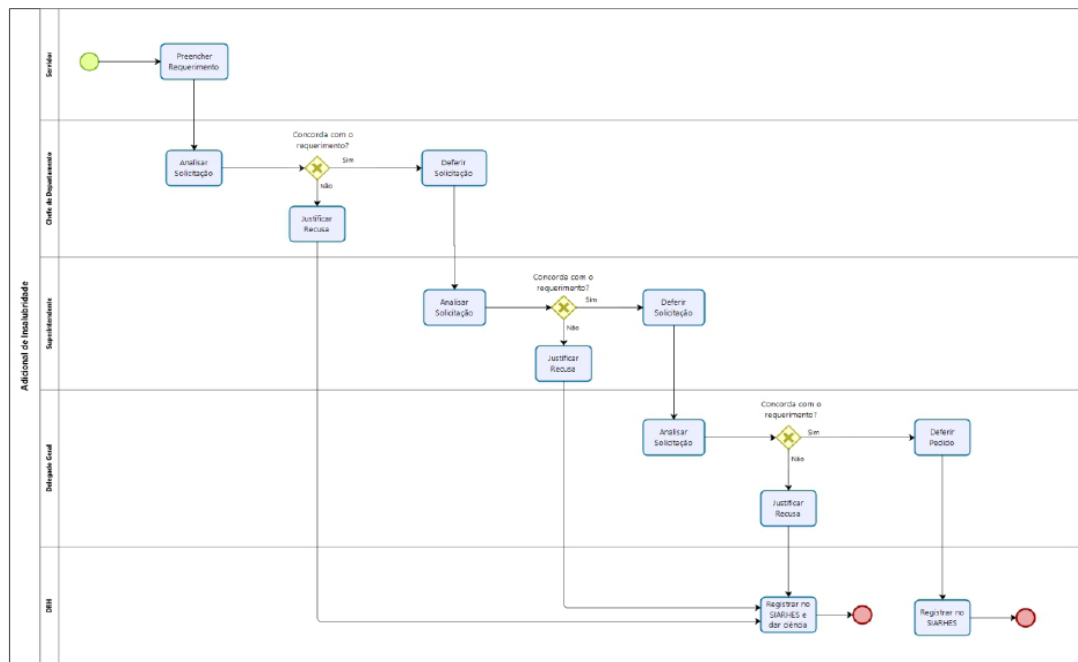 Adicional de Insalubridade
Servidor
Preencher
Requerimento
Chefe de Departamento
Analisar
Solicitação
Concorda com o
requerimento?
Sim
Não
Deferir
Solicitação
Justificar
Recusa
Superintendente
Analisar
Solicitação
Concorda com o
requerimento?
Sim
Não
Deferir
Solicitação
Justificar
Recusa
Delegado Geral
Analisar
Solicitação
Concorda com o
requerimento?
Sim
Não
Deferir
Pedido
Justificar
Recusa
DRH
Registrar no
SIARHES e
dar ciência
Registrar no
SIARHES